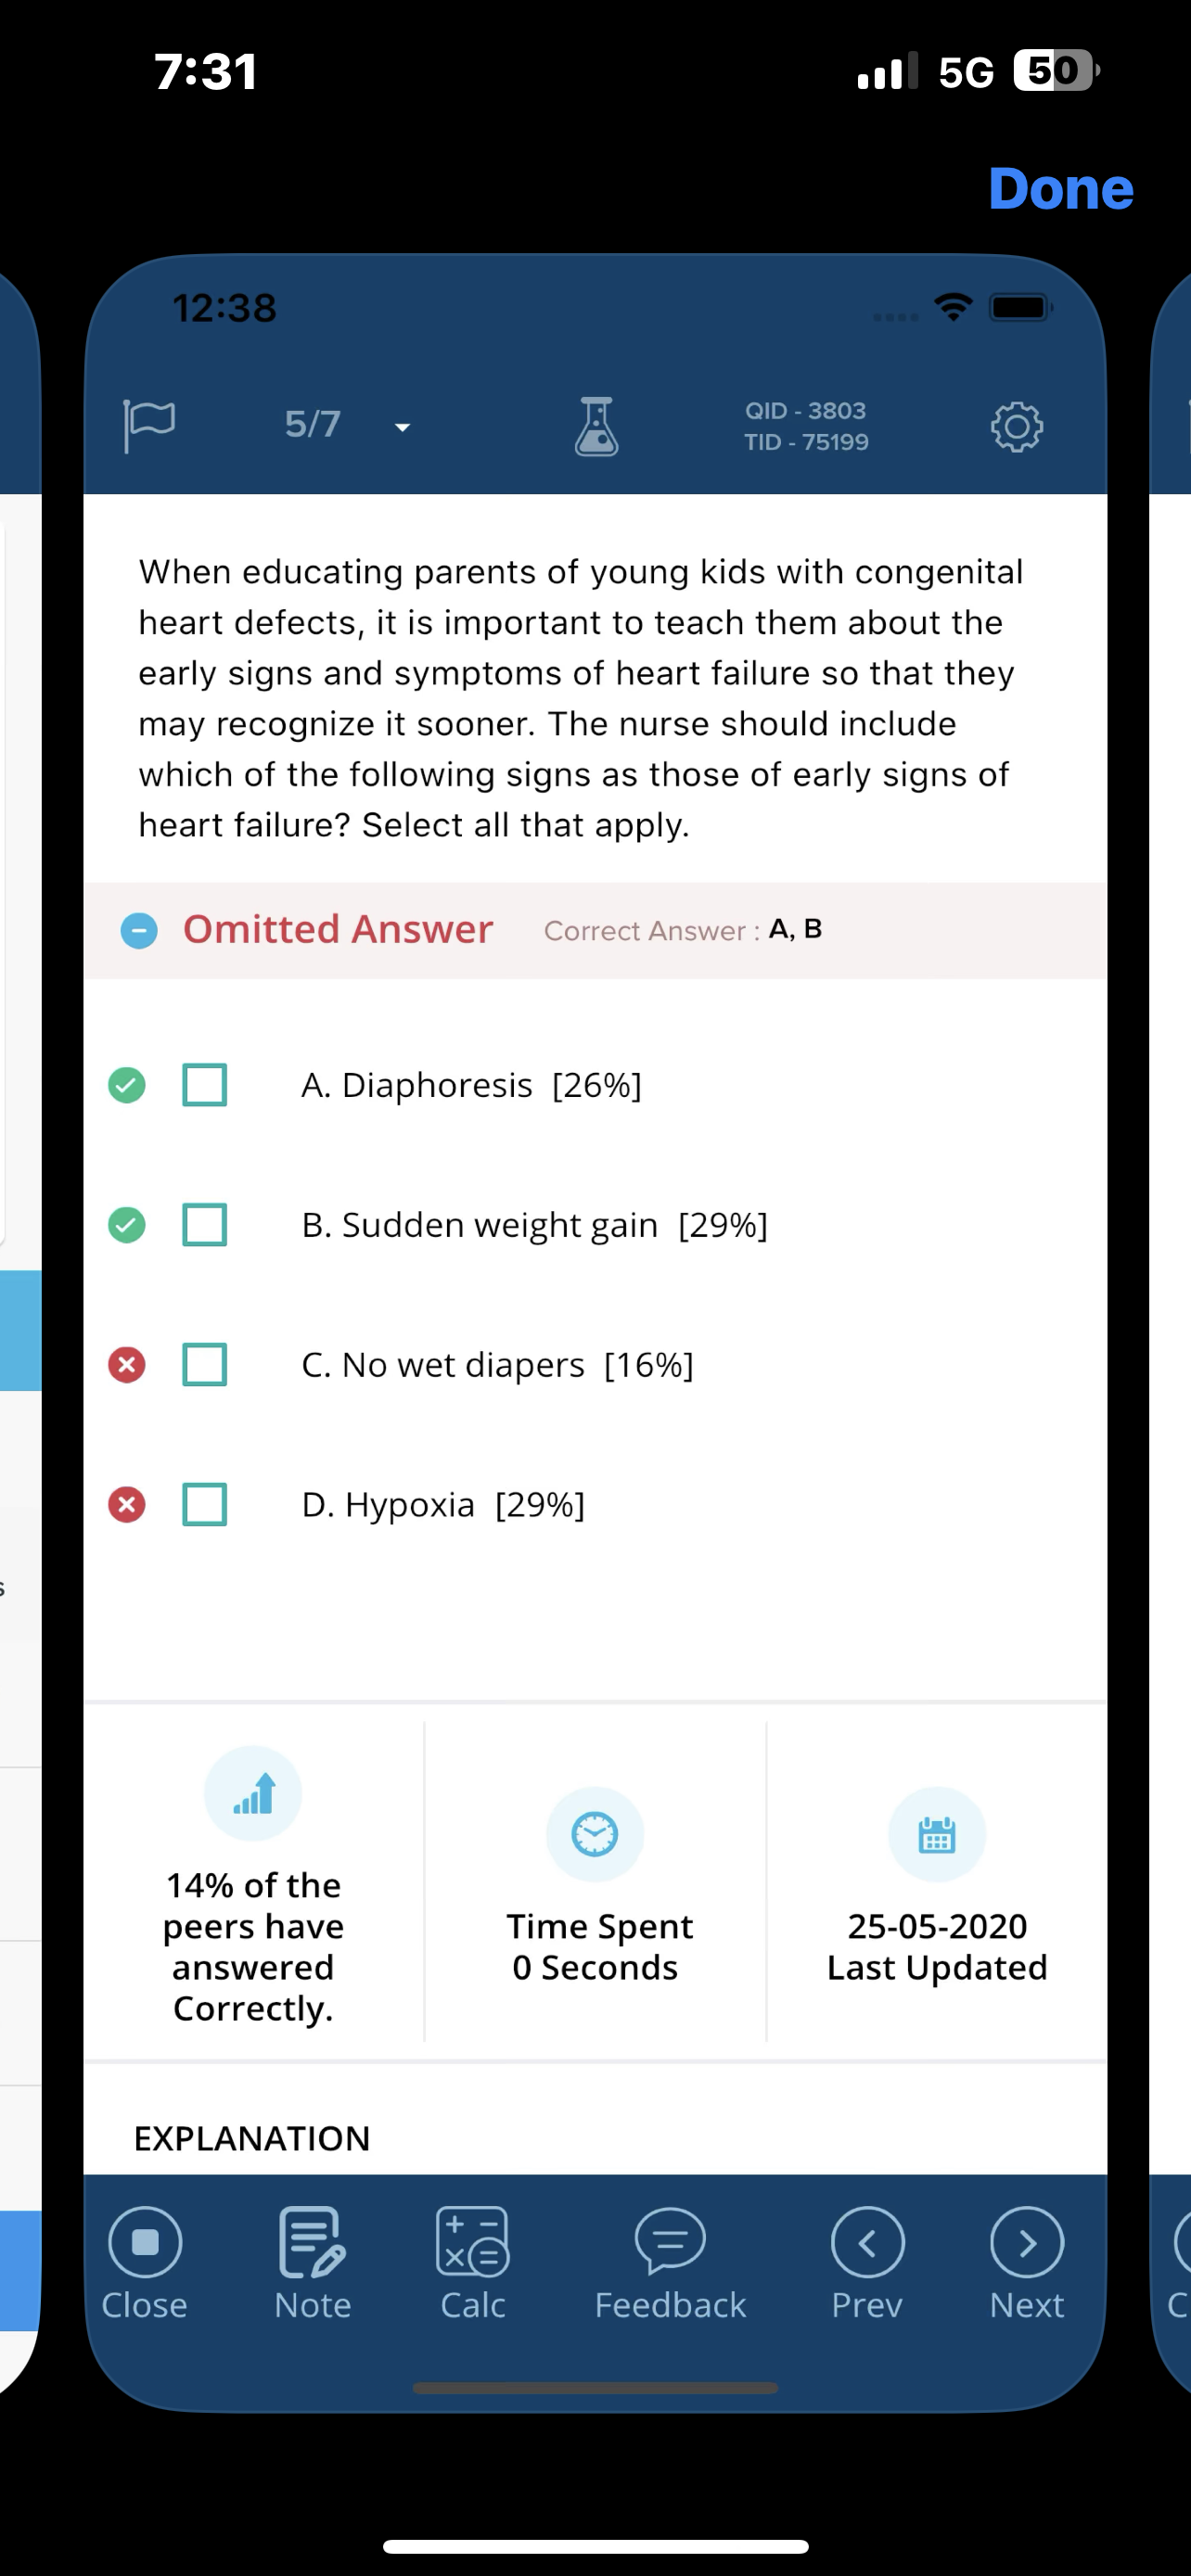 7:31
5G 50
Done
12:38
5/7
QID - 3803
TID - 75199
When educating parents of young kids with congenital
heart defects, it is important to teach them about the
early signs and symptoms of heart failure so that they
may recognize it sooner. The nurse should include
which of the following signs as those of early signs of
heart failure? Select all that apply.
Omitted Answer Correct Answer : A, B
A. Diaphoresis [26%]
B. Sudden weight gain [29%]
C. No wet diapers [16%]
D. Hypoxia [29%]
s
14% of the
peers have
answered
Correctly.
Time Spent
0 Seconds
25-05-2020
Last Updated
EXPLANATION
Close Note Calc Feedback Prev Next C